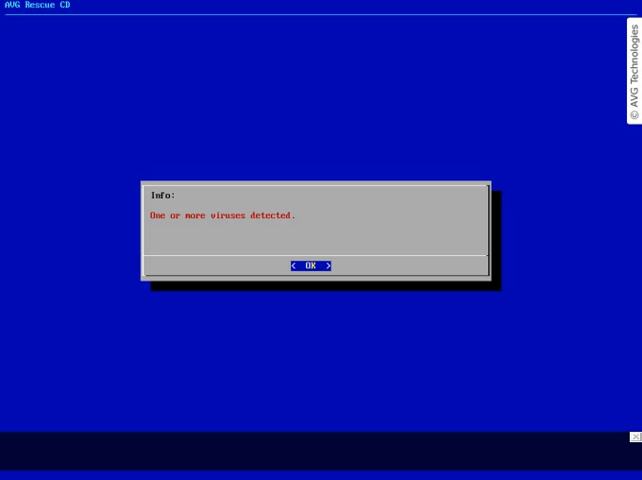 AVG Rescue CD
© AVG Technologies
Info:
One or more viruses detected.
< OK >